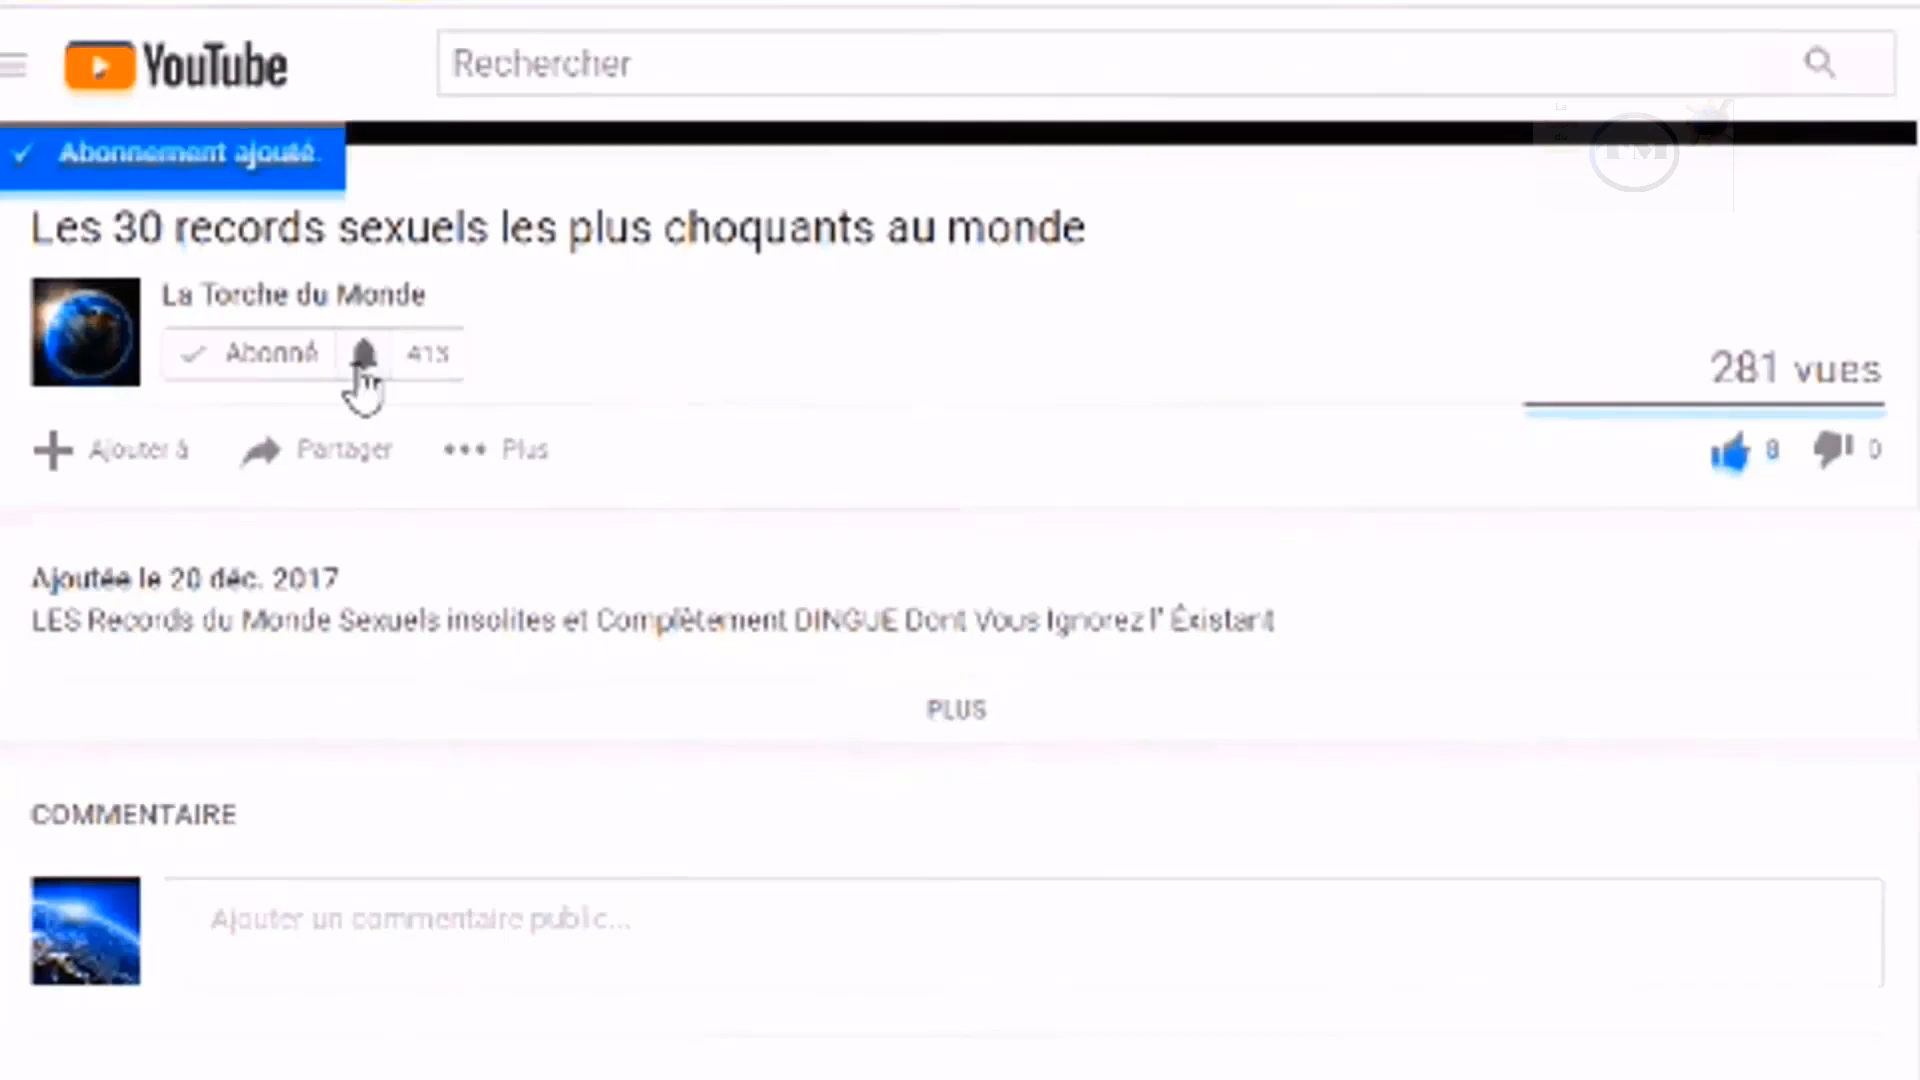 YouTube
Rechercher
Abonnement ajouté.
Les 30 records sexuels les plus choquants au monde
La Torche du Monde
Abonné 413
281 vues
Ajouter à Partager Plus
8 0
Ajoutée le 20 déc. 2017
LES Records du Monde Sexuels insolites et Complètement DINGUE Dont Vous Ignorez l' Éxistant
PLUS
COMMENTAIRE
Ajouter un commentaire public...